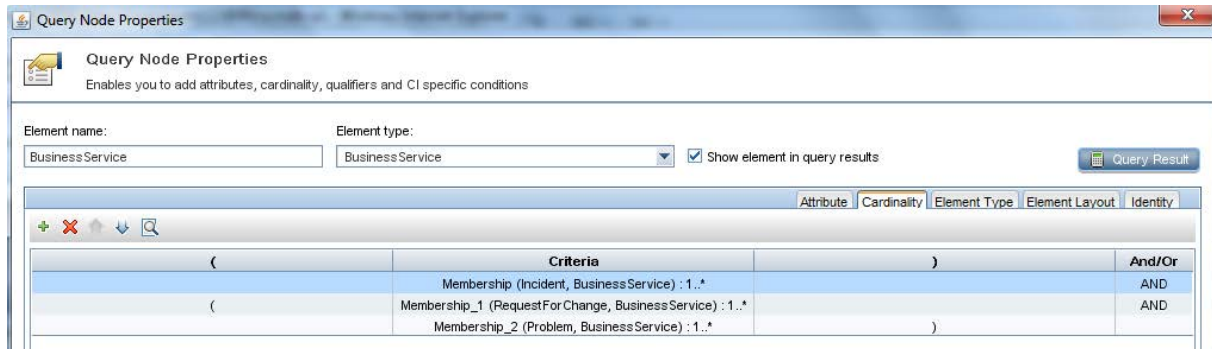 Query Node Properties
Query Node Properties
Enables you to add attributes, cardinality, qualifiers and CI specific conditions
Element name: Element type:
BusinessService BusinessService Show element in query results Query Result
Attribute Cardinality Element Type Element Layout Identity
( Criteria ) And/Or
Membership (Incident, BusinessService) : 1..* AND
( Membership_1 (RequestForChange, BusinessService) : 1..* AND
Membership_2 (Problem, BusinessService) : 1..* )